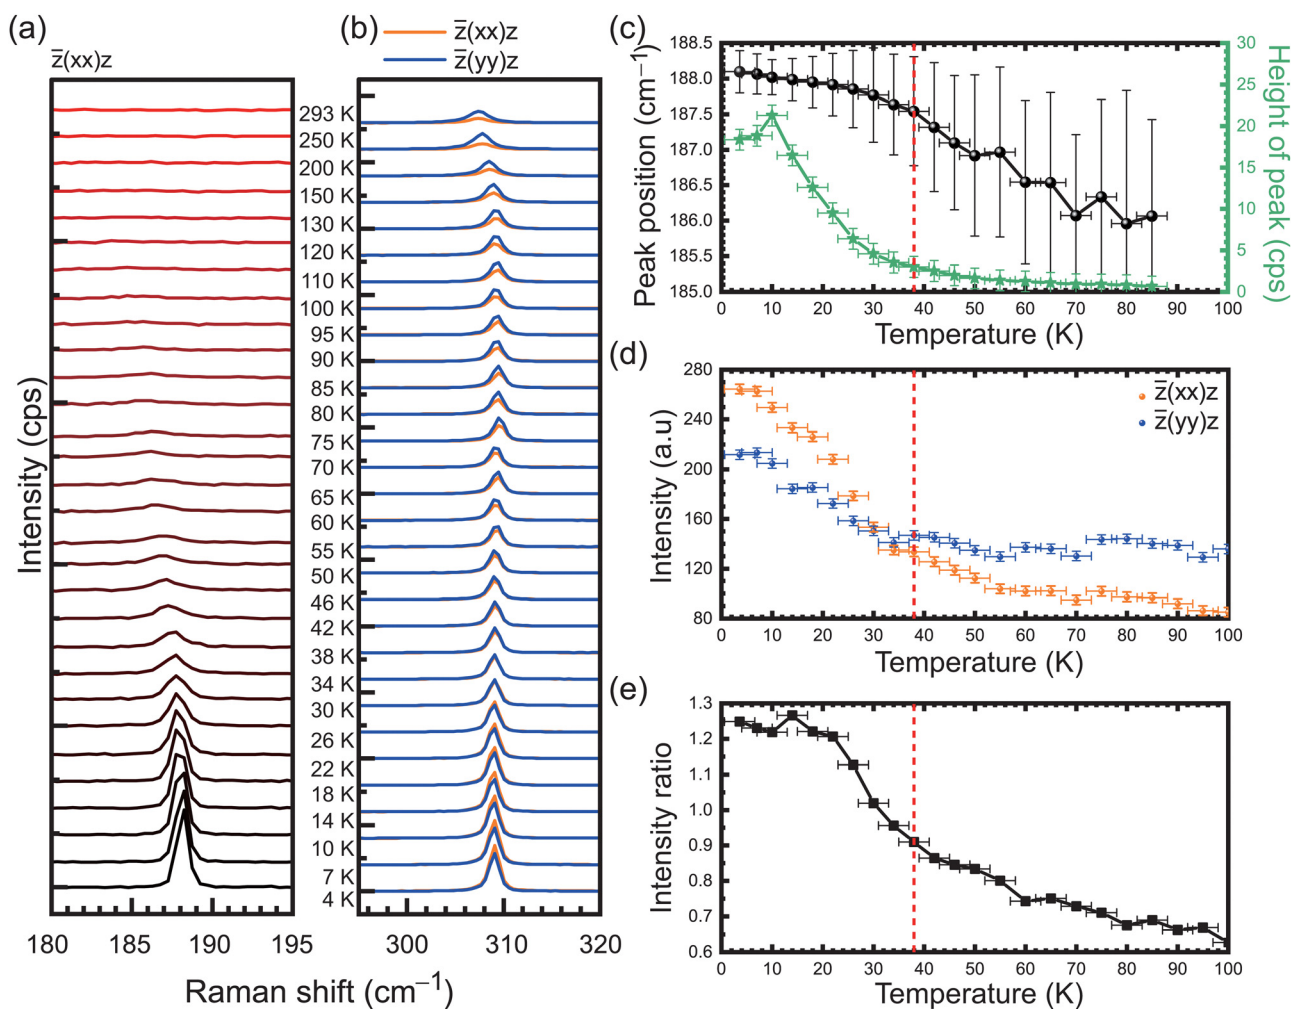 (a)
z̄(xx)z
Intensity (cps)
180 185 190 195
293 K
250 K
200 K
150 K
130 K
120 K
110 K
100 K
95 K
90 K
85 K
80 K
75 K
70 K
65 K
60 K
55 K
50 K
46 K
42 K
38 K
34 K
30 K
26 K
22 K
18 K
14 K
10 K
7 K
4 K
(b)
z̄(xx)z
z̄(yy)z
300 310 320
Raman shift (cm⁻¹)
(c)
Peak position (cm⁻¹)
188.5
188.0
187.5
187.0
186.5
186.0
185.5
185.0
0 10 20 30 40 50 60 70 80 90 100
Temperature (K)
30
25
20
15
10
5
0
Height of peak (cps)
(d)
Intensity (a.u)
280
240
200
160
120
80
z̄(xx)z
z̄(yy)z
0 10 20 30 40 50 60 70 80 90 100
Temperature (K)
(e)
Intensity ratio
1.3
1.2
1.1
1.0
0.9
0.8
0.7
0.6
0 10 20 30 40 50 60 70 80 90 100
Temperature (K)